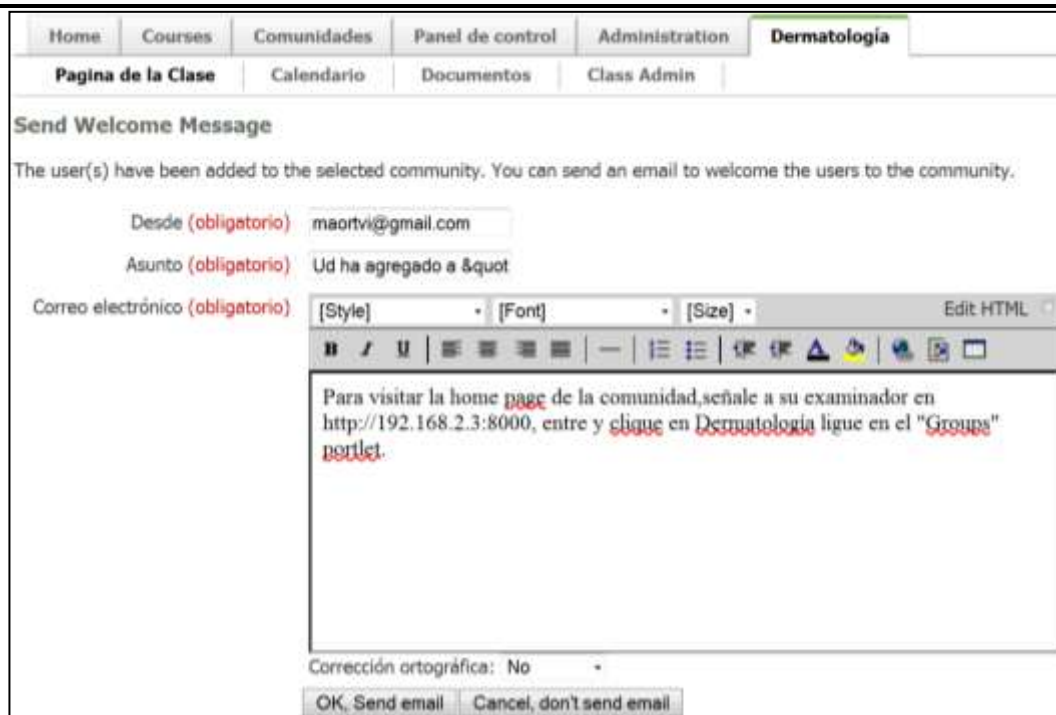 Home Courses Comunidades Panel de control Administration Dermatología
Pagina de la Clase Calendario Documentos Class Admin
Send Welcome Message
The user(s) have been added to the selected community. You can send an email to welcome the users to the community.
Desde (obligatorio) maortvi@gmail.com
Asunto (obligatorio) Ud ha agregado a &quot
Correo electrónico (obligatorio) [Style] [Font] [Size] Edit HTML
B I U
Para visitar la home page de la comunidad,señale a su examinador en
http://192.168.2.3:8000, entre y clique en Dermatología ligue en el "Groups"
portlet.
Corrección ortográfica: No
OK, Send email Cancel, don't send email